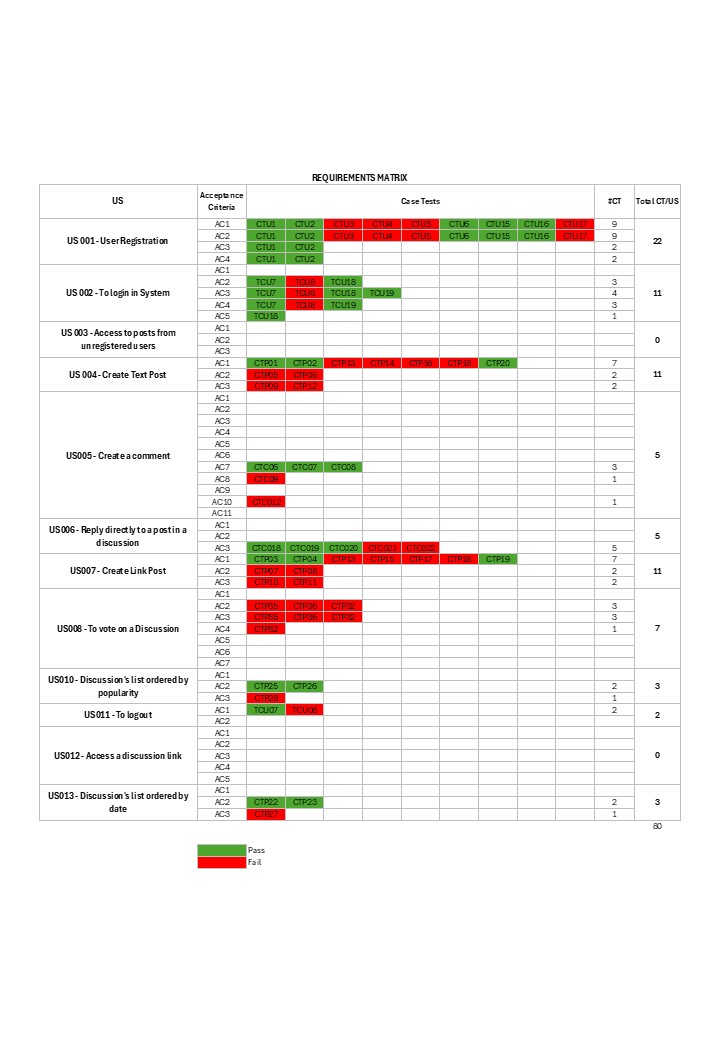 REQUIREMENTS MATRIX
US Acceptance Criteria Case Tests #CT Total CT/US
US 001 - User Registration 22
AC1 CTU1 CTU2 CTU3 CTU4 CTU5 CTU6 CTU15 CTU16 CTU17 9
AC2 CTU1 CTU2 CTU3 CTU4 CTU5 CTU6 CTU15 CTU16 CTU17 9
AC3 CTU1 CTU2 2
AC4 CTU1 CTU2 2
US 002 - To login in System 11
AC1
AC2 TCU7 TCU8 TCU18 3
AC3 TCU7 TCU8 TCU18 TCU19 4
AC4 TCU7 TCU8 TCU19 3
AC5 TCU18 1
US 003 - Access to posts from unregistered users 0
AC1
AC2
AC3
US 004 - Create Text Post 11
AC1 CTP01 CTP02 CTP13 CTP14 CTP16 CTP18 CTP20 7
AC2 CTP05 CTP06 2
AC3 CTP09 CTP12 2
US005 - Create a comment 5
AC1
AC2
AC3
AC4
AC5
AC6
AC7 CTC06 CTC07 CTC08 3
AC8 CTC09 1
AC9
AC10 CTC012 1
AC11
US006 - Reply directly to a post in a discussion 5
AC1
AC2
AC3 CTC018 CTC019 CTC020 CTC021 CTC022 5
US007 - Create Link Post 11
AC1 CTP03 CTP04 CTP13 CTP15 CTP17 CTP18 CTP19 7
AC2 CTP07 CTP08 2
AC3 CTP10 CTP11 2
US008 - To vote on a Discussion 7
AC1
AC2 CTP35 CTP36 CTP32 3
AC3 CTP35 CTP36 CTP32 3
AC4 CTP32 1
AC5
AC6
AC7
US010 - Discussion's list ordered by popularity 3
AC1
AC2 CTP25 CTP26 2
AC3 1
US011 - To logout 2
AC1 TCU07 TCU08 2
AC2
US012 - Access a discussion link 0
AC1
AC2
AC3
AC4
AC5
US013 - Discussion's list ordered by date 3
AC1
AC2 CTP22 CTP23 2
AC3 CTP27 1
80
Pass
Fail